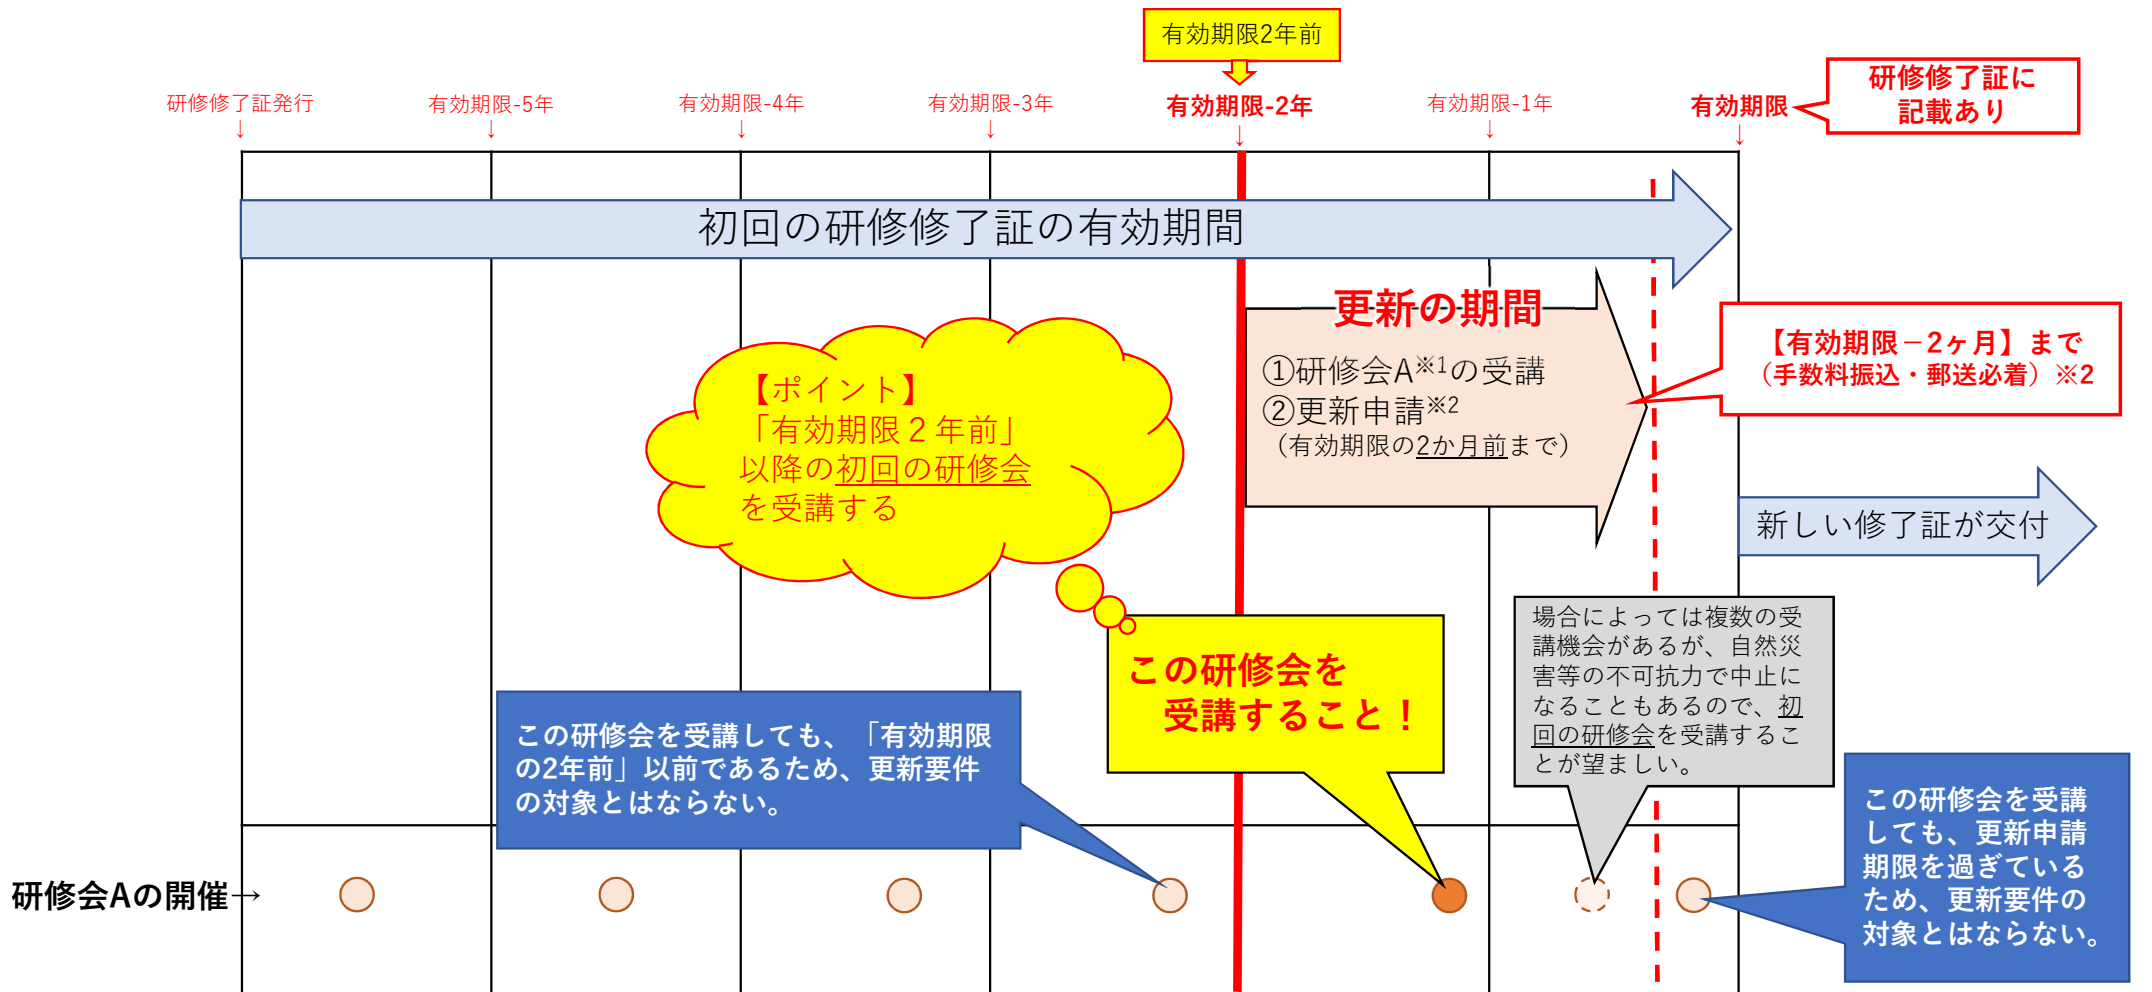 有効期限2年前
研修修了証発行
↓
有効期限-5年
↓
有効期限-4年
↓
有効期限-3年
↓
有効期限-2年
↓
有効期限-1年
↓
有効期限
↓
研修修了証に
記載あり
初回の研修修了証の有効期間
更新の期間
①研修会A※1の受講
②更新申請※2
（有効期限の2か月前まで）
【有効期限－2ヶ月】まで
（手数料振込・郵送必着）※2
【ポイント】
「有効期限２年前」
以降の初回の研修会
を受講する
新しい修了証が交付
この研修会を
受講すること！
場合によっては複数の受
講機会があるが、自然災
害等の不可抗力で中止に
なることもあるので、初
回の研修会を受講するこ
とが望ましい。
この研修会を受講しても、「有効期限
の2年前」以前であるため、更新要件
の対象とはならない。
この研修会を受講
しても、更新申請
期限を過ぎている
ため、更新要件の
対象とはならない。
研修会Aの開催→